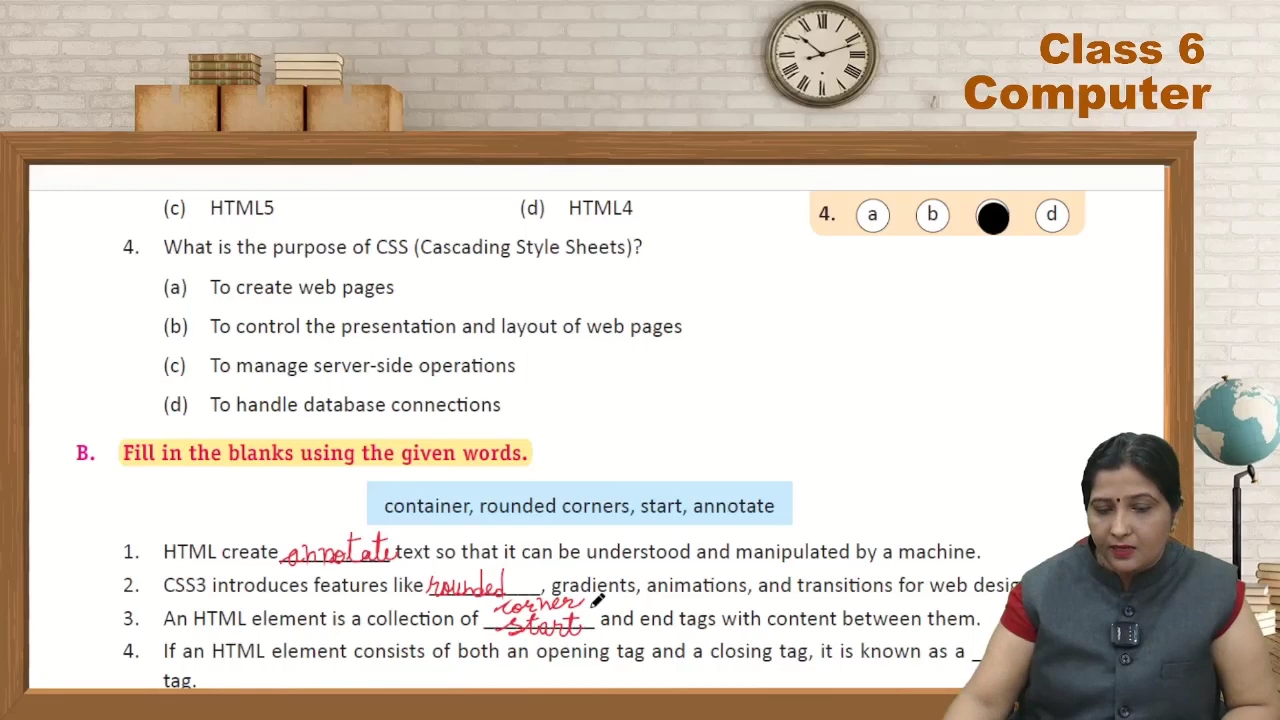 Class 6
Computer
(c) HTML5 (d) HTML4
4. a b d
4. What is the purpose of CSS (Cascading Style Sheets)?
(a) To create web pages
(b) To control the presentation and layout of web pages
(c) To manage server-side operations
(d) To handle database connections
B. Fill in the blanks using the given words.
container, rounded corners, start, annotate
1. HTML create annotate text so that it can be understood and manipulated by a machine.
2. CSS3 introduces features like rounded corner, gradients, animations, and transitions for web desig
3. An HTML element is a collection of start and end tags with content between them.
4. If an HTML element consists of both an opening tag and a closing tag, it is known as a _
tag.